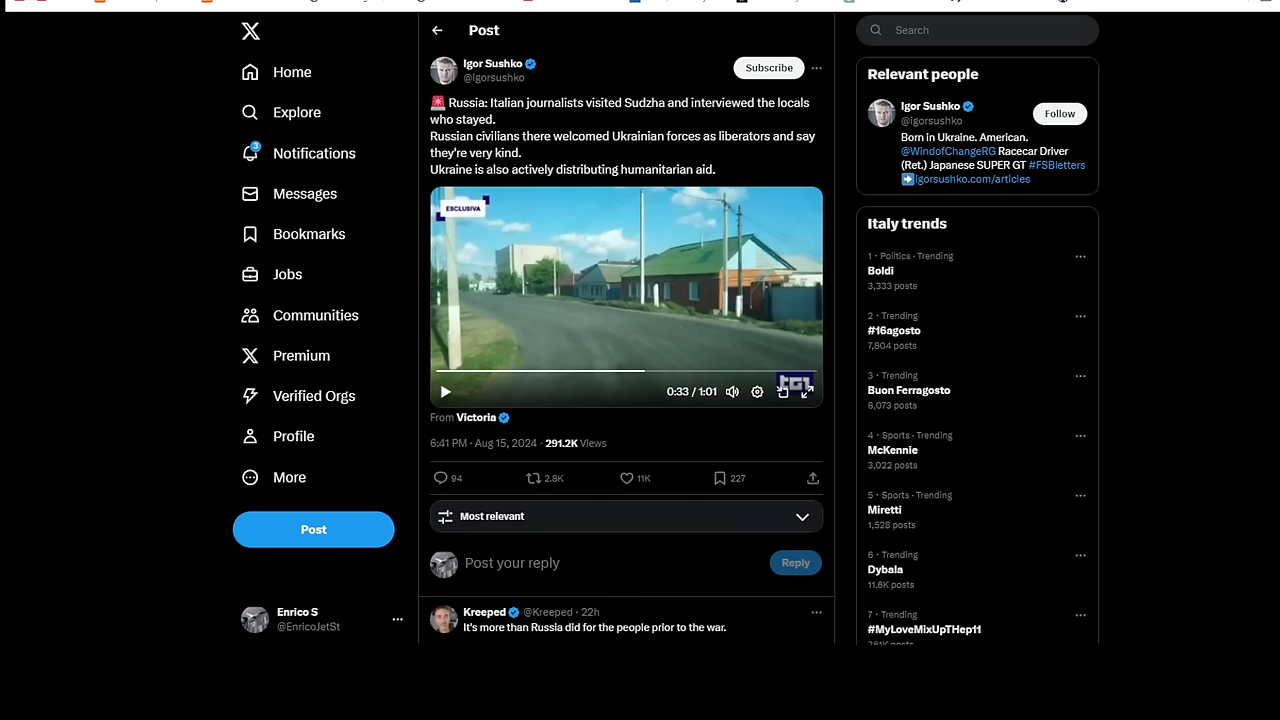 Home
Explore
3
Notifications
Messages
Bookmarks
Jobs
Communities
Premium
Verified Orgs
Profile
More
Post
Enrico S
@EnricoJetSt
Post
Igor Sushko
@igorsushko
Subscribe
🚨 Russia: Italian journalists visited Sudzha and interviewed the locals
who stayed.
Russian civilians there welcomed Ukrainian forces as liberators and say
they're very kind.
Ukraine is also actively distributing humanitarian aid.
ESCLUSIVA
tg1
0:33 / 1:01
From Victoria
6:41 PM · Aug 15, 2024 · 291.2K Views
94 2.8K 11K 227
Most relevant
Post your reply
Reply
Kreeped @Kreeped · 22h
It's more than Russia did for the people prior to the war.
Search
Relevant people
Igor Sushko
@igorsushko
Follow
Born in Ukraine. American.
@WindofChangeRG Racecar Driver
(Ret.) Japanese SUPER GT #FSBletters
➡️igorsushko.com/articles
Italy trends
1 · Politics · Trending
Boldi
3,333 posts
2 · Trending
#16agosto
7,804 posts
3 · Trending
Buon Ferragosto
8,073 posts
4 · Sports · Trending
McKennie
3,022 posts
5 · Sports · Trending
Miretti
1,528 posts
6 · Trending
Dybala
11.6K posts
7 · Trending
#MyLoveMixUpTHep11